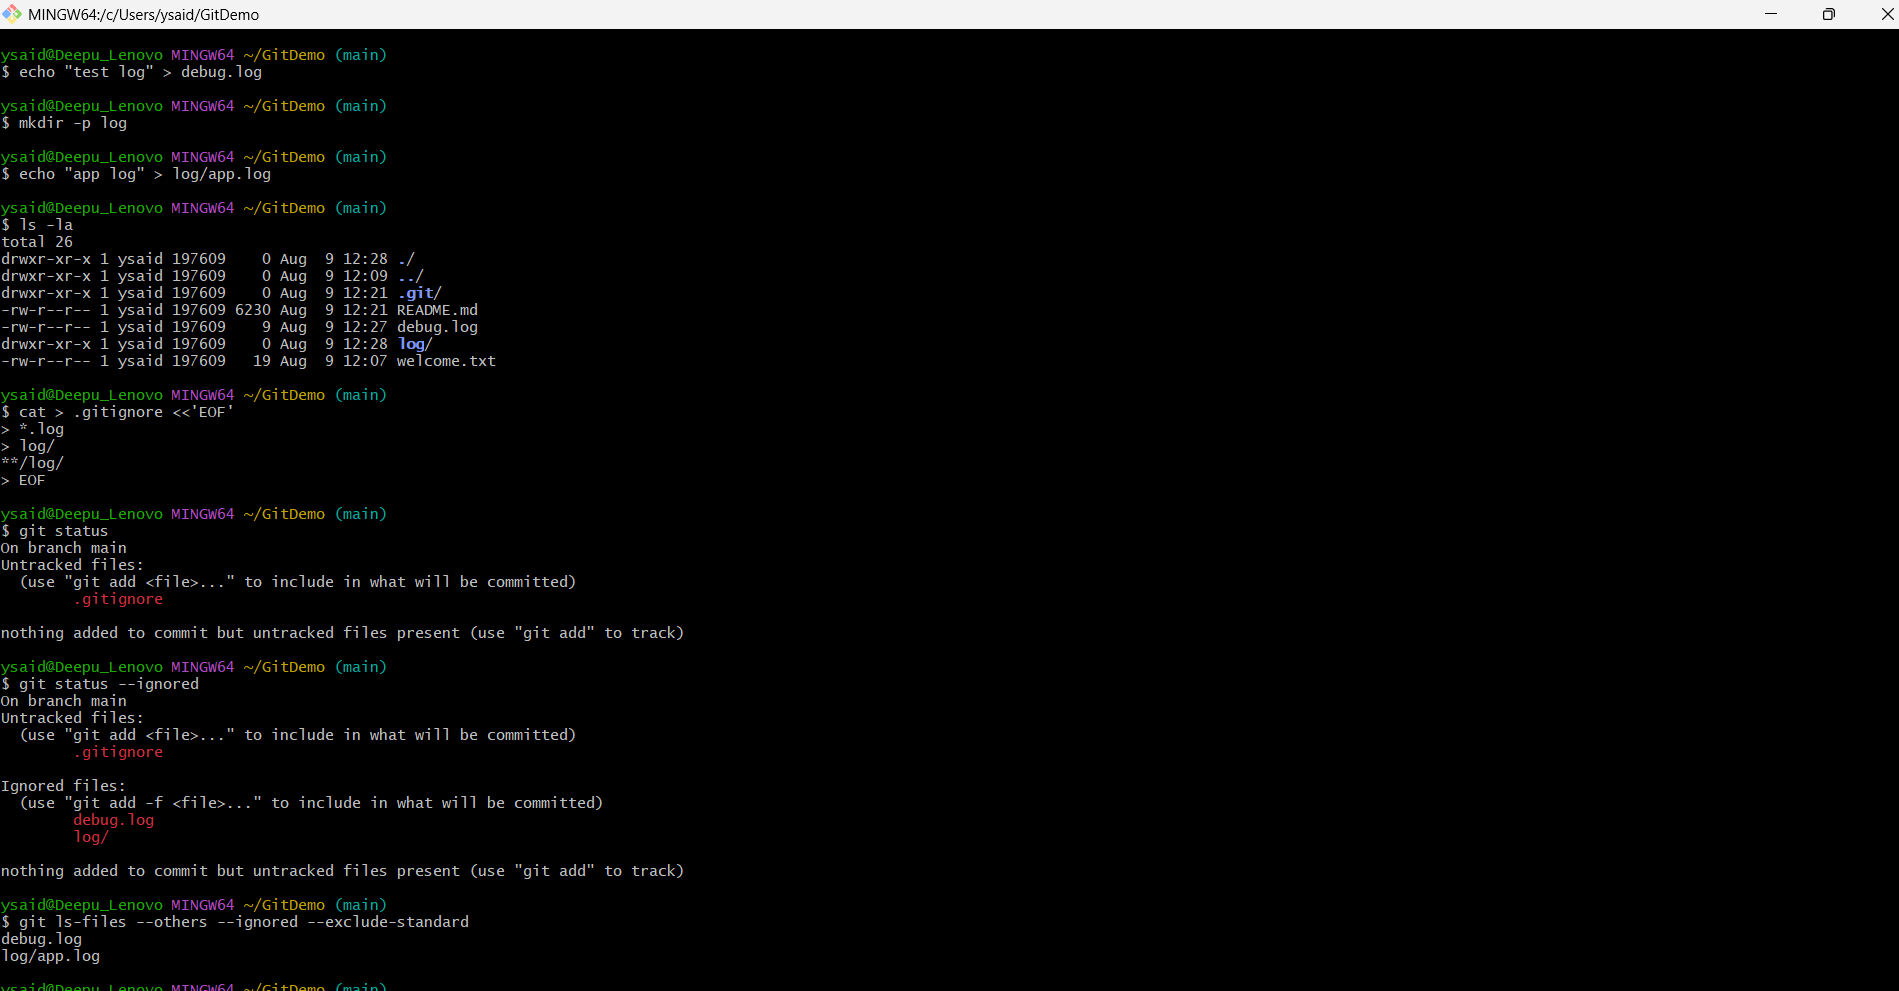 MINGW64:/c/Users/ysaid/GitDemo
ysaid@Deepu_Lenovo MINGW64 ~/GitDemo (main)
$ echo "test log" > debug.log
ysaid@Deepu_Lenovo MINGW64 ~/GitDemo (main)
$ mkdir -p log
ysaid@Deepu_Lenovo MINGW64 ~/GitDemo (main)
$ echo "app log" > log/app.log
ysaid@Deepu_Lenovo MINGW64 ~/GitDemo (main)
$ ls -la
total 26
drwxr-xr-x 1 ysaid 197609    0 Aug  9 12:28 ./
drwxr-xr-x 1 ysaid 197609    0 Aug  9 12:09 ../
drwxr-xr-x 1 ysaid 197609    0 Aug  9 12:21 .git/
-rw-r--r-- 1 ysaid 197609 6230 Aug  9 12:21 README.md
-rw-r--r-- 1 ysaid 197609    9 Aug  9 12:27 debug.log
drwxr-xr-x 1 ysaid 197609    0 Aug  9 12:28 log/
-rw-r--r-- 1 ysaid 197609   19 Aug  9 12:07 welcome.txt
ysaid@Deepu_Lenovo MINGW64 ~/GitDemo (main)
$ cat > .gitignore <<'EOF'
> *.log
> log/
**/log/
> EOF
ysaid@Deepu_Lenovo MINGW64 ~/GitDemo (main)
$ git status
On branch main
Untracked files:
  (use "git add <file>..." to include in what will be committed)
        .gitignore
nothing added to commit but untracked files present (use "git add" to track)
ysaid@Deepu_Lenovo MINGW64 ~/GitDemo (main)
$ git status --ignored
On branch main
Untracked files:
  (use "git add <file>..." to include in what will be committed)
        .gitignore
Ignored files:
  (use "git add -f <file>..." to include in what will be committed)
        debug.log
        log/
nothing added to commit but untracked files present (use "git add" to track)
ysaid@Deepu_Lenovo MINGW64 ~/GitDemo (main)
$ git ls-files --others --ignored --exclude-standard
debug.log
log/app.log
ysaid@Deepu_Lenovo MINGW64 ~/GitDemo (main)